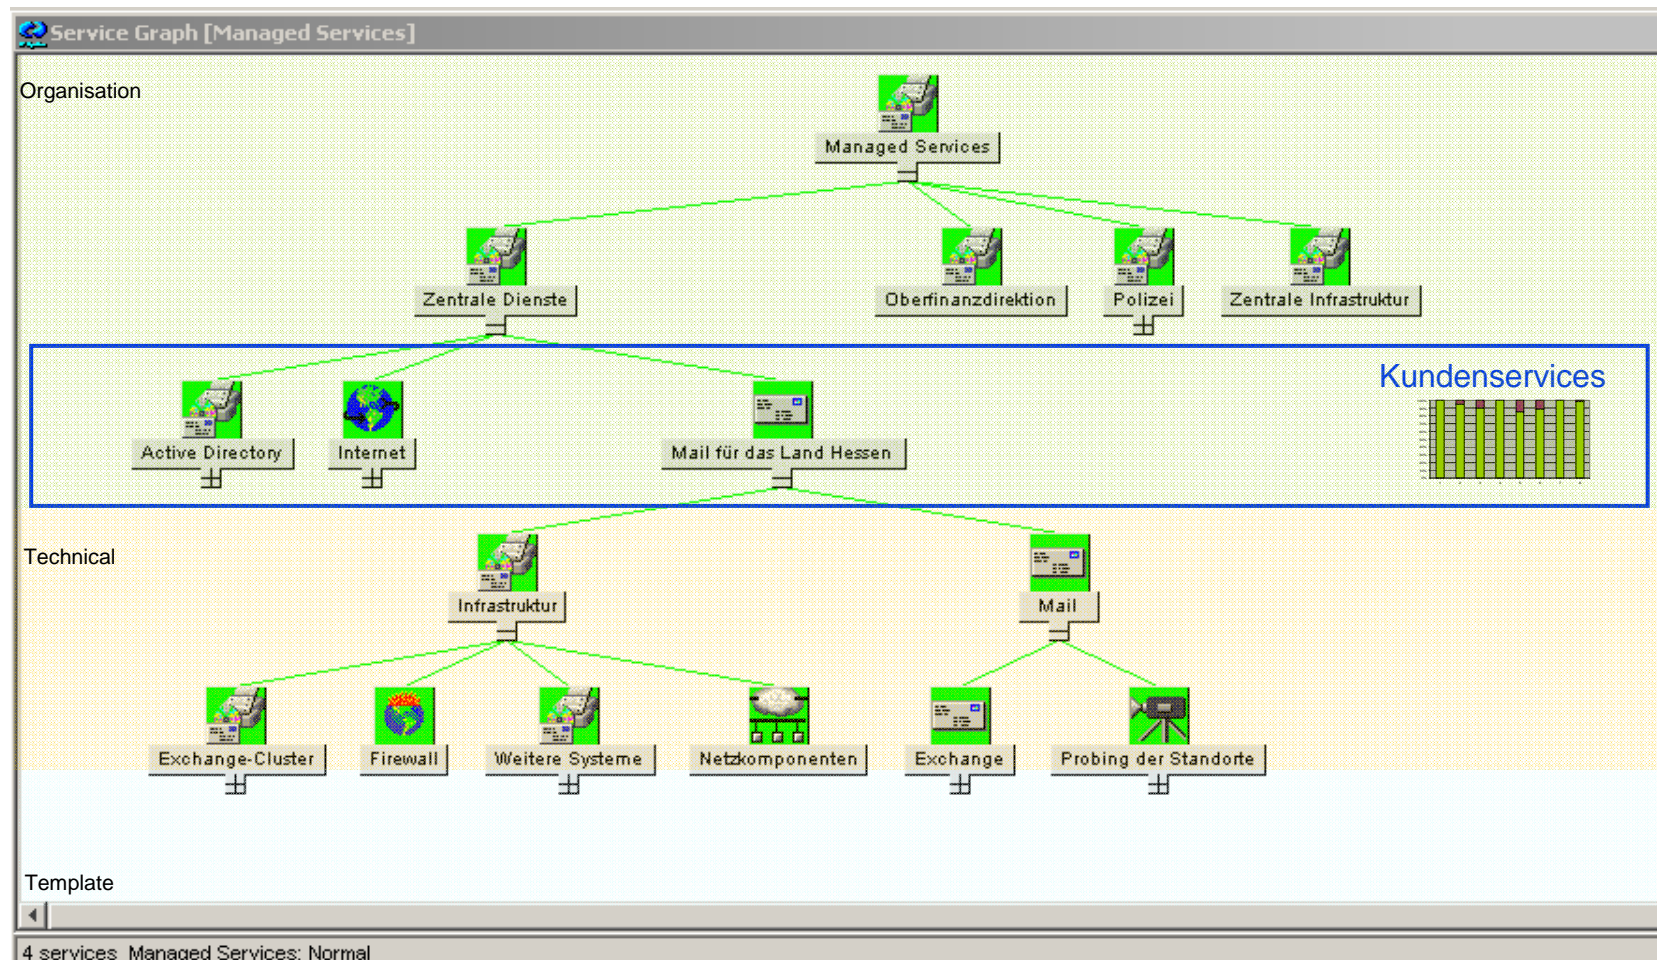 Service Graph [Managed Services]
Organisation
Managed Services
Zentrale Dienste
Oberfinanzdirektion
Polizei
Zentrale Infrastruktur
Kundenservices
Active Directory
Internet
Mail für das Land Hessen
Technical
Infrastruktur
Mail
Exchange-Cluster
Firewall
Weitere Systeme
Netzkomponenten
Exchange
Probing der Standorte
Template
4 services Managed Services: Normal